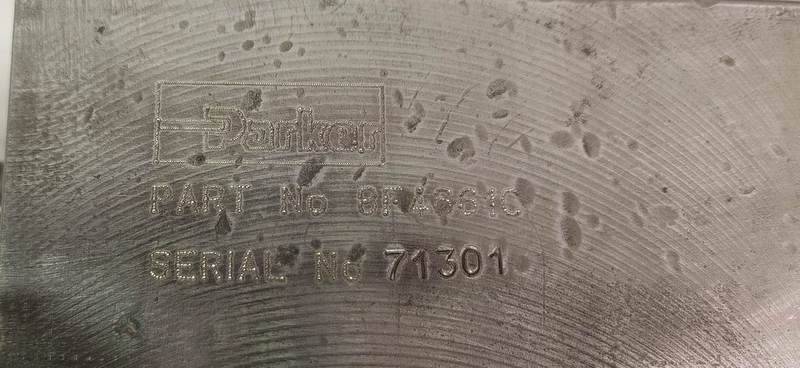 Parker
PART No
SERIAL No 71301